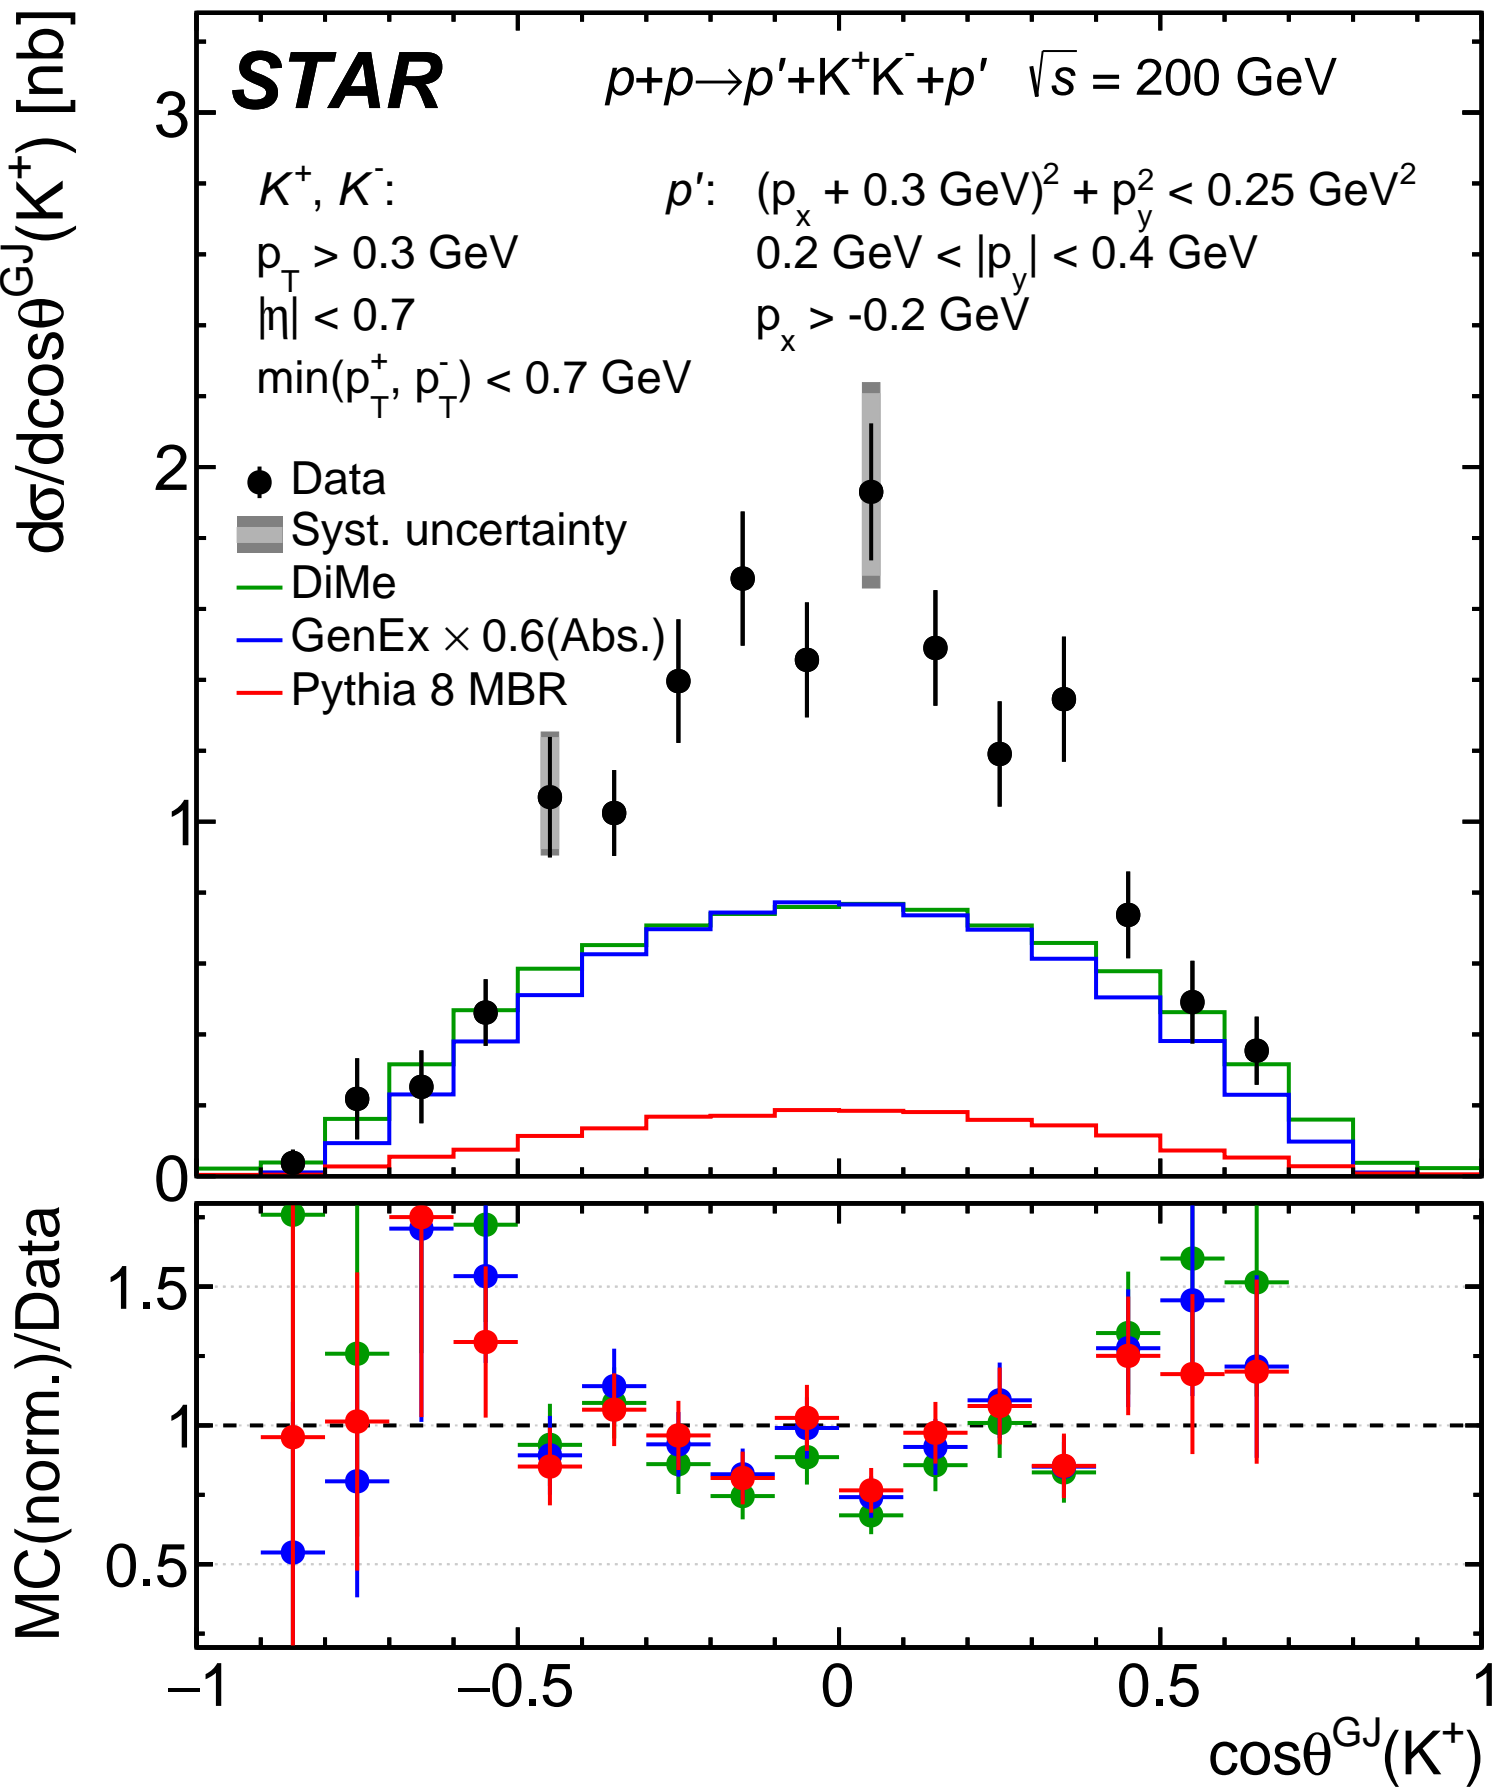 dσ/dcosθ^GJ(K⁺) [nb]
STAR
p+p→p′+K⁺K⁻+p′ √s = 200 GeV
K⁺, K⁻:
p_T > 0.3 GeV
|η| < 0.7
min(p_T⁺, p_T⁻) < 0.7 GeV
p′: (p_x + 0.3 GeV)² + p_y² < 0.25 GeV²
0.2 GeV < |p_y| < 0.4 GeV
p_x > -0.2 GeV
Data
Syst. uncertainty
DiMe
GenEx × 0.6(Abs.)
Pythia 8 MBR
3
2
1
0
MC(norm.)/Data
1.5
1
0.5
−1
−0.5
0
0.5
1
cosθ^GJ(K⁺)